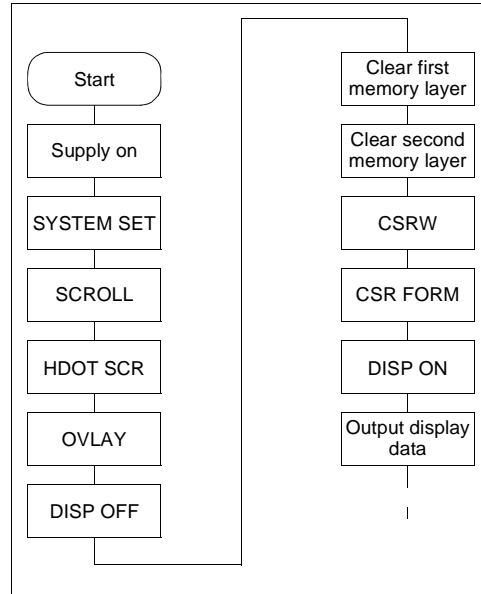 Start
Supply on
SYSTEM SET
SCROLL
HDOT SCR
OVLAY
DISP OFF
Clear first
memory layer
Clear second
memory layer
CSRW
CSR FORM
DISP ON
Output display
data